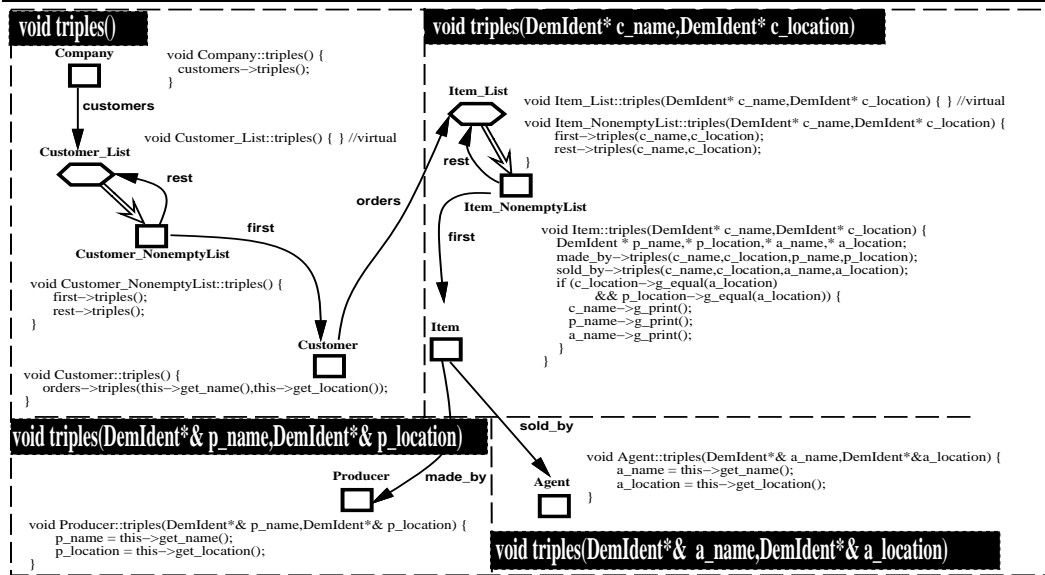 void triples()
Company
void Company::triples() {
customers->triples();
}
customers
void Customer_List::triples() { } //virtual
Customer_List
rest
Customer_NonemptyList
first
void Customer_NonemptyList::triples() {
first->triples();
rest->triples();
}
Customer
void Customer::triples() {
orders->triples(this->get_name(),this->get_location());
}
orders
void triples(DemIdent* c_name,DemIdent* c_location)
Item_List
void Item_List::triples(DemIdent* c_name,DemIdent* c_location) { } //virtual
void Item_NonemptyList::triples(DemIdent* c_name,DemIdent* c_location) {
first->triples(c_name,c_location);
rest->triples(c_name,c_location);
}
rest
Item_NonemptyList
first
void Item::triples(DemIdent* c_name,DemIdent* c_location) {
DemIdent * p_name,* p_location,* a_name,* a_location;
made_by->triples(c_name,c_location,p_name,p_location);
sold_by->triples(c_name,c_location,a_name,a_location);
if (c_location->g_equal(a_location)
&& p_location->g_equal(a_location)) {
c_name->g_print();
p_name->g_print();
a_name->g_print();
}
}
Item
void triples(DemIdent*& p_name,DemIdent*& p_location)
made_by
Producer
void Producer::triples(DemIdent*& p_name,DemIdent*& p_location) {
p_name = this->get_name();
p_location = this->get_location();
}
sold_by
Agent
void Agent::triples(DemIdent*& a_name,DemIdent*&a_location) {
a_name = this->get_name();
a_location = this->get_location();
}
void triples(DemIdent*& a_name,DemIdent*& a_location)